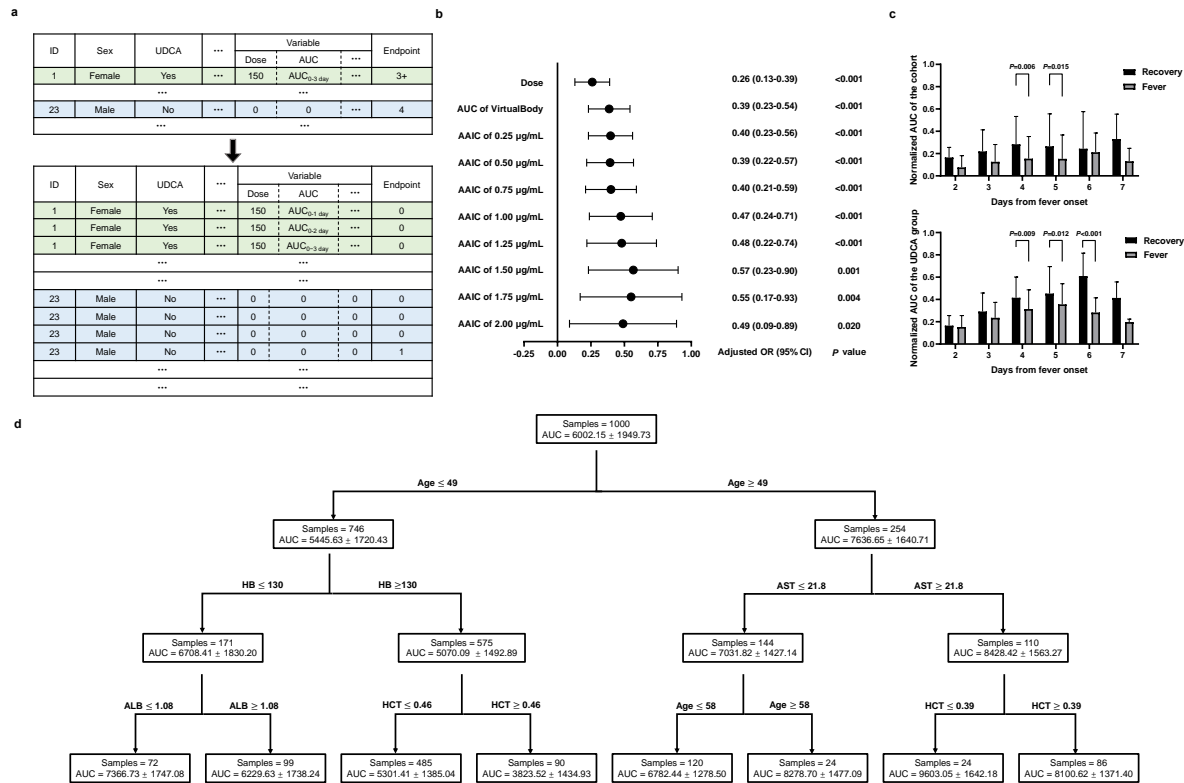 a
Variable
ID Sex UDCA ... Endpoint
Dose AUC ...
1 Female Yes ... 150 AUC0-3 day ... 3+
... ...
23 Male No ... 0 0 0 4
... ...
Variable
ID Sex UDCA ... Endpoint
Dose AUC ...
1 Female Yes ... 150 AUC0-1 day ... 0
1 Female Yes ... 150 AUC0-2 day ... 0
1 Female Yes ... 150 AUC0-3 day ... 0
... ...
... ...
23 Male No ... 0 0 0 0
23 Male No ... 0 0 0 0
23 Male No ... 0 0 0 0
23 Male No ... 0 0 0 1
... ...
... ...
b
Dose 0.26 (0.13-0.39) <0.001
AUC of VirtualBody 0.39 (0.23-0.54) <0.001
AAIC of 0.25 μg/mL 0.40 (0.23-0.56) <0.001
AAIC of 0.50 μg/mL 0.39 (0.22-0.57) <0.001
AAIC of 0.75 μg/mL 0.40 (0.21-0.59) <0.001
AAIC of 1.00 μg/mL 0.47 (0.24-0.71) <0.001
AAIC of 1.25 μg/mL 0.48 (0.22-0.74) <0.001
AAIC of 1.50 μg/mL 0.57 (0.23-0.90) 0.001
AAIC of 1.75 μg/mL 0.55 (0.17-0.93) 0.004
AAIC of 2.00 μg/mL 0.49 (0.09-0.89) 0.020
-0.25 0.00 0.25 0.50 0.75 1.00 Adjusted OR (95% CI) P value
c
Normalized AUC of the cohort
1.0
0.8
0.6
0.4
0.2
0.0
P=0.006 P=0.015
Recovery
Fever
2 3 4 5 6 7
Days from fever onset
Normalized AUC of the UDCA group
1.0
0.8
0.6
0.4
0.2
0.0
P=0.009 P=0.012 P<0.001
Recovery
Fever
2 3 4 5 6 7
Days from fever onset
d
Samples = 1000
AUC = 6002.15 ± 1949.73
Age ≤ 49 Age ≥ 49
Samples = 746
AUC = 5445.63 ± 1720.43
Samples = 254
AUC = 7636.65 ± 1640.71
HB ≤ 130 HB ≥130 AST ≤ 21.8 AST ≥ 21.8
Samples = 171
AUC = 6708.41 ± 1830.20
Samples = 575
AUC = 5070.09 ± 1492.89
Samples = 144
AUC = 7031.82 ± 1427.14
Samples = 110
AUC = 8428.42 ± 1563.27
ALB ≤ 1.08 ALB ≥ 1.08 HCT ≤ 0.46 HCT ≥ 0.46 Age ≤ 58 Age ≥ 58 HCT ≤ 0.39 HCT ≥ 0.39
Samples = 72
AUC = 7366.73 ± 1747.08
Samples = 99
AUC = 6229.63 ± 1738.24
Samples = 485
AUC = 5301.41 ± 1385.04
Samples = 90
AUC = 3823.52 ± 1434.93
Samples = 120
AUC = 6782.44 ± 1278.50
Samples = 24
AUC = 8278.70 ± 1477.09
Samples = 24
AUC = 9603.05 ± 1642.18
Samples = 86
AUC = 8100.62 ± 1371.40